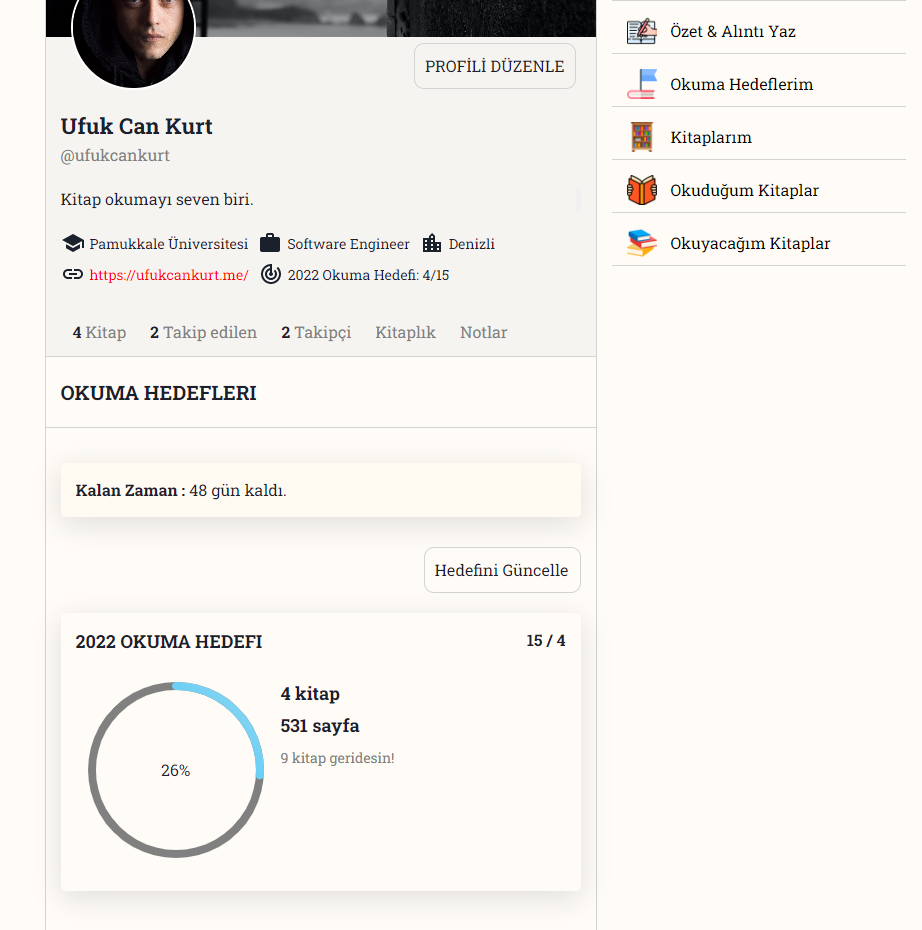 PROFİLİ DÜZENLE
Ufuk Can Kurt
@ufukcankurt
Kitap okumayı seven biri.
Pamukkale Üniversitesi Software Engineer Denizli
https://ufukcankurt.me/ 2022 Okuma Hedefi: 4/15
4 Kitap 2 Takip edilen 2 Takipçi Kitaplık Notlar
OKUMA HEDEFLERI
Kalan Zaman : 48 gün kaldı.
Hedefini Güncelle
2022 OKUMA HEDEFI 15 / 4
26%
4 kitap
531 sayfa
9 kitap geridesin!
Özet & Alıntı Yaz
Okuma Hedeflerim
Kitaplarım
Okuduğum Kitaplar
Okuyacağım Kitaplar